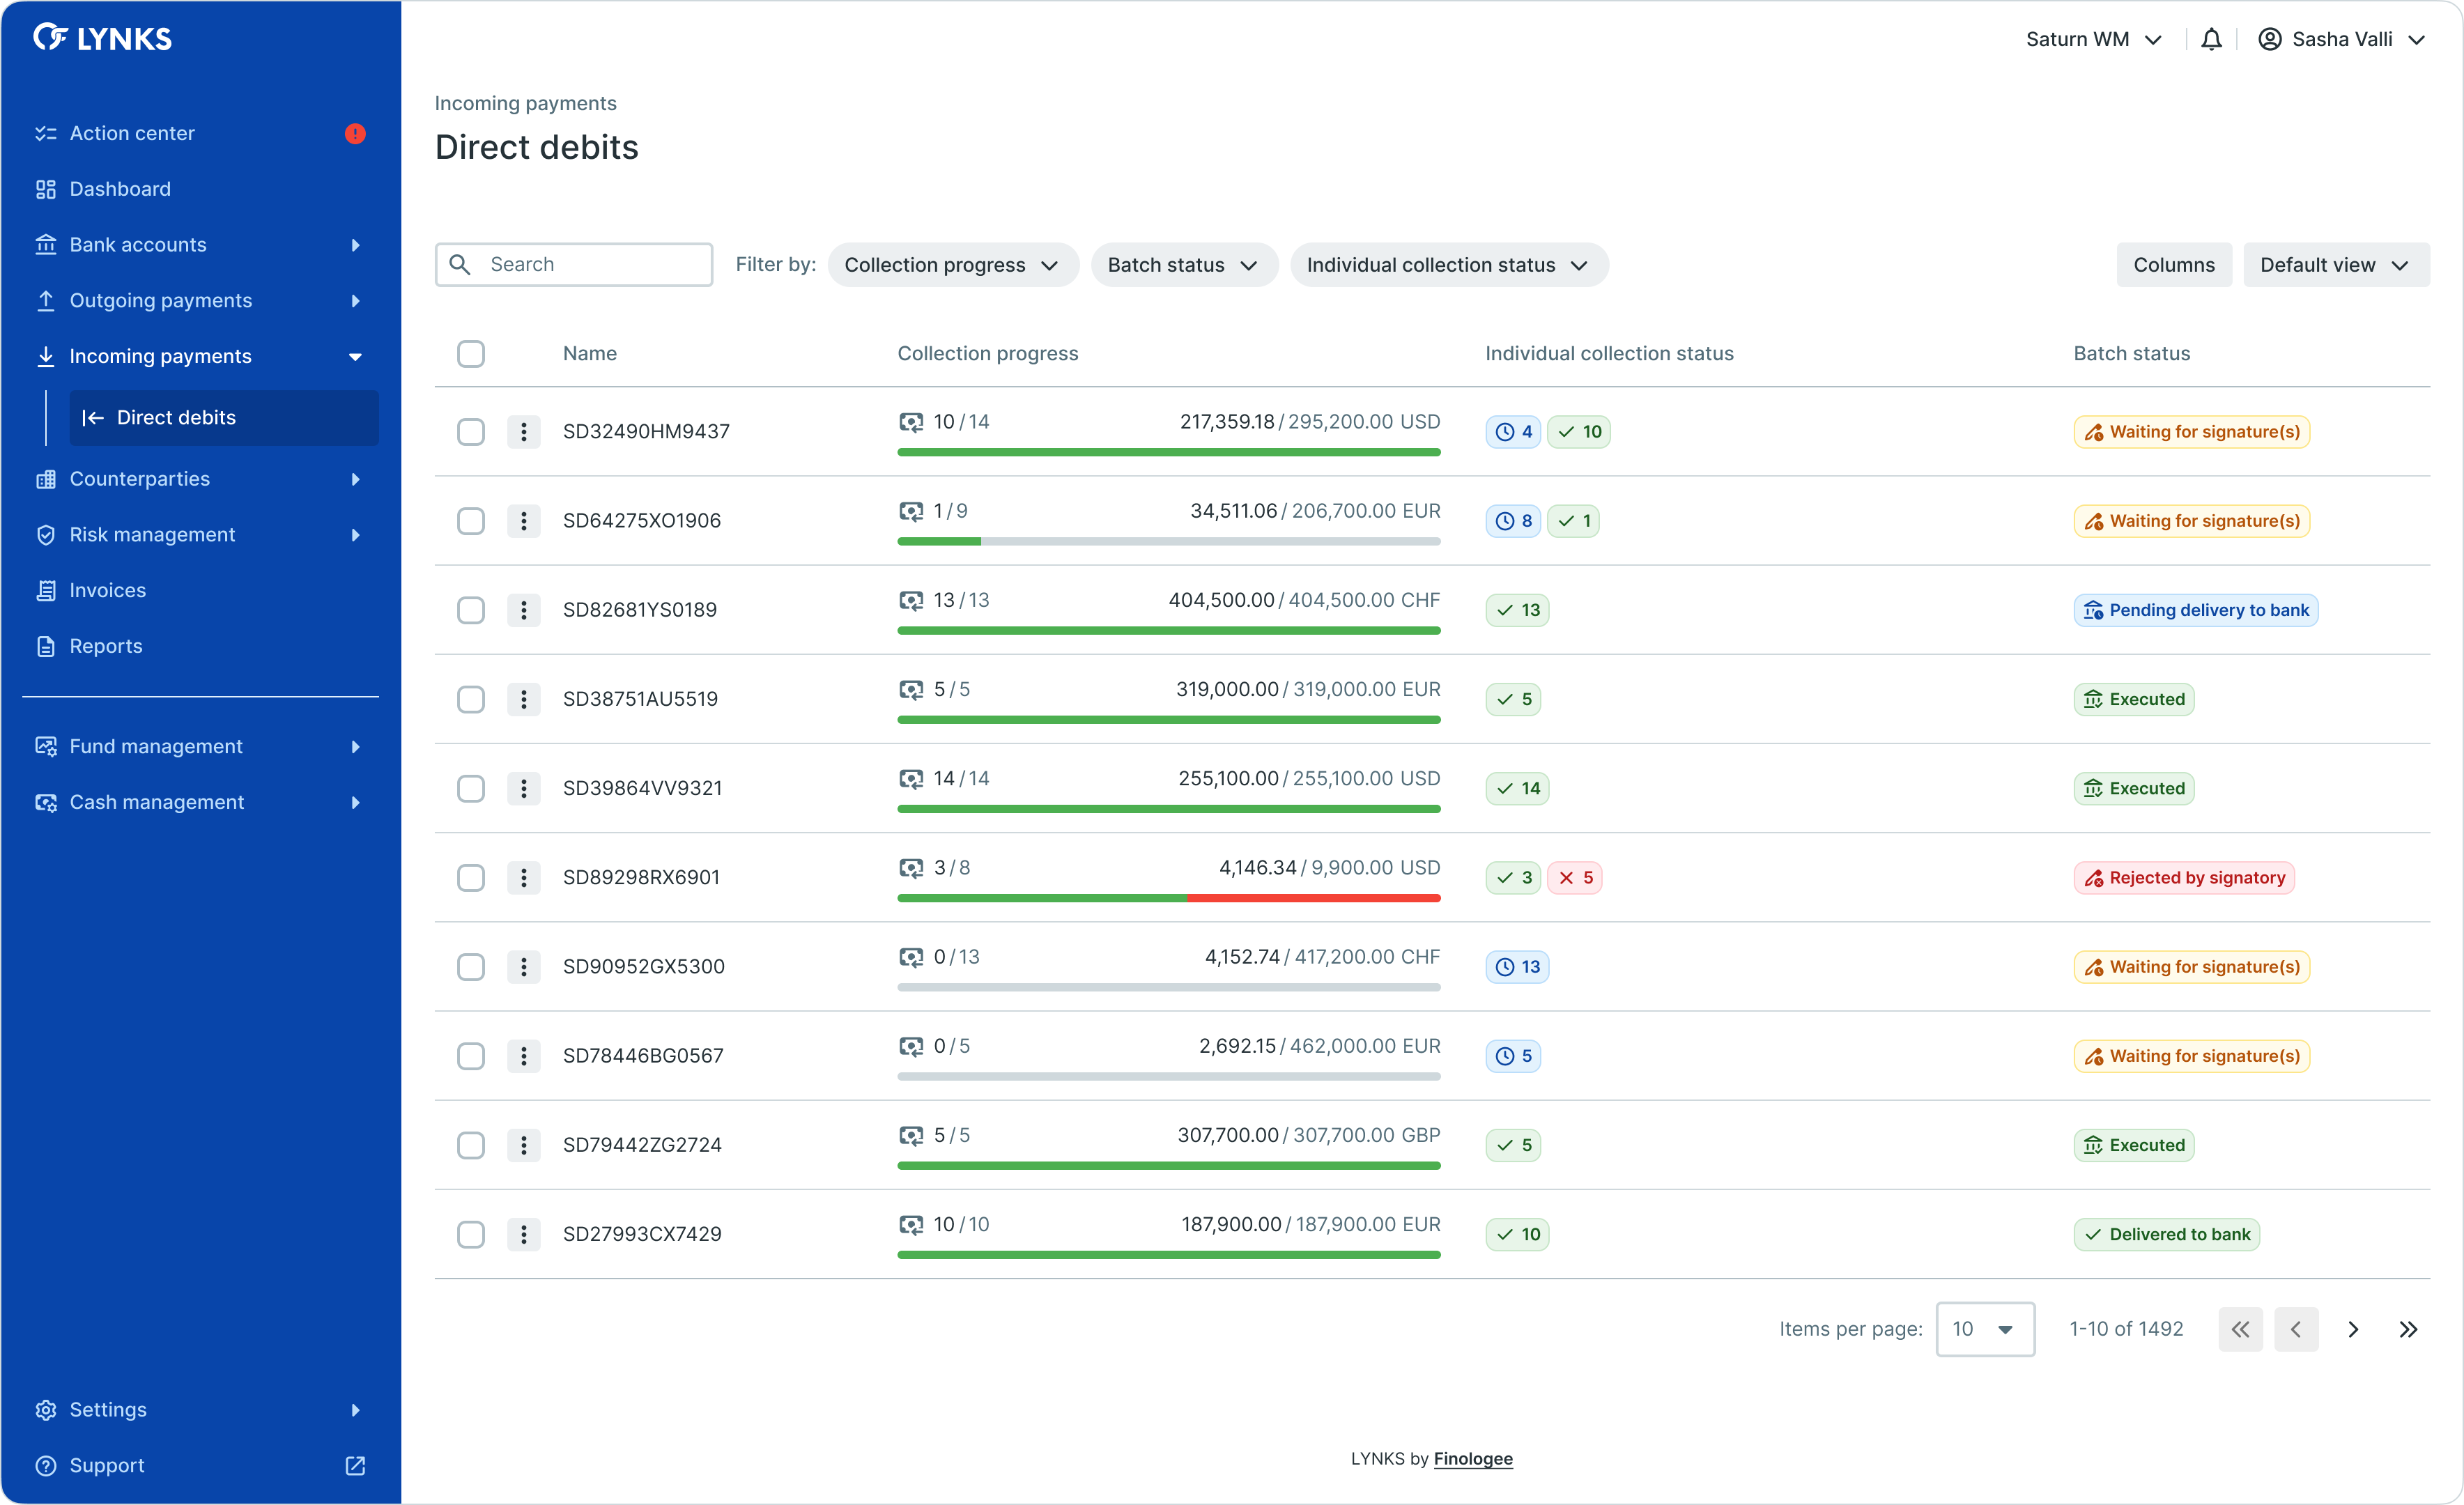 LYNKS
Action center
Dashboard
Bank accounts
Outgoing payments
Incoming payments
Direct debits
Counterparties
Risk management
Invoices
Reports
Fund management
Cash management
Settings
Support
Saturn WM
Sasha Valli
Incoming payments
Direct debits
Search
Filter by:
Collection progress
Batch status
Individual collection status
Columns
Default view
Name Collection progress Individual collection status Batch status
SD32490HM9437 10/14 217,359.18/295,200.00 USD 4 10 Waiting for signature(s)
SD64275XO1906 1/9 34,511.06/206,700.00 EUR 8 1 Waiting for signature(s)
SD82681YS0189 13/13 404,500.00/404,500.00 CHF 13 Pending delivery to bank
SD38751AU5519 5/5 319,000.00/319,000.00 EUR 5 Executed
SD39864VV9321 14/14 255,100.00/255,100.00 USD 14 Executed
SD89298RX6901 3/8 4,146.34/9,900.00 USD 3 5 Rejected by signatory
SD90952GX5300 0/13 4,152.74/417,200.00 CHF 13 Waiting for signature(s)
SD78446BG0567 0/5 2,692.15/462,000.00 EUR 5 Waiting for signature(s)
SD79442ZG2724 5/5 307,700.00/307,700.00 GBP 5 Executed
SD27993CX7429 10/10 187,900.00/187,900.00 EUR 10 Delivered to bank
Items per page: 10 1-10 of 1492
LYNKS by Finologee